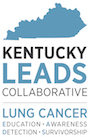 KENTUCKY
LEADS
COLLABORATIVE
LUNG CANCER
EDUCATION • AWARENESS
DETECTION • SURVIVORSHIP